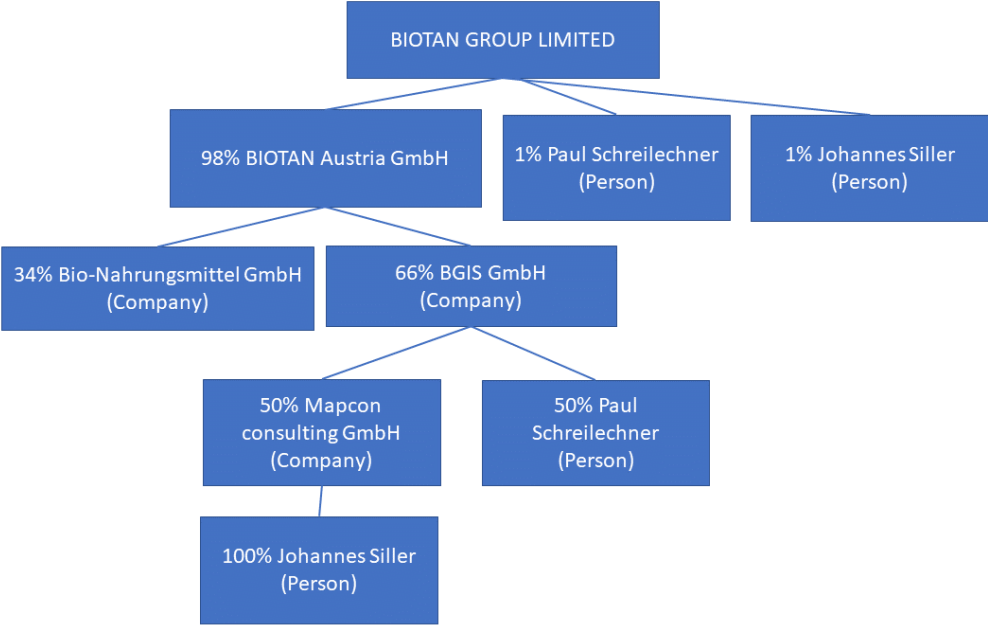 BIOTAN GROUP LIMITED
98% BIOTAN Austria GmbH
1% Paul Schreilechner
(Person)
1% Johannes Siller
(Person)
34% Bio-Nahrungsmittel GmbH
(Company)
66% BGIS GmbH
(Company)
50% Mapcon
consulting GmbH
(Company)
50% Paul
Schreilechner
(Person)
100% Johannes Siller
(Person)